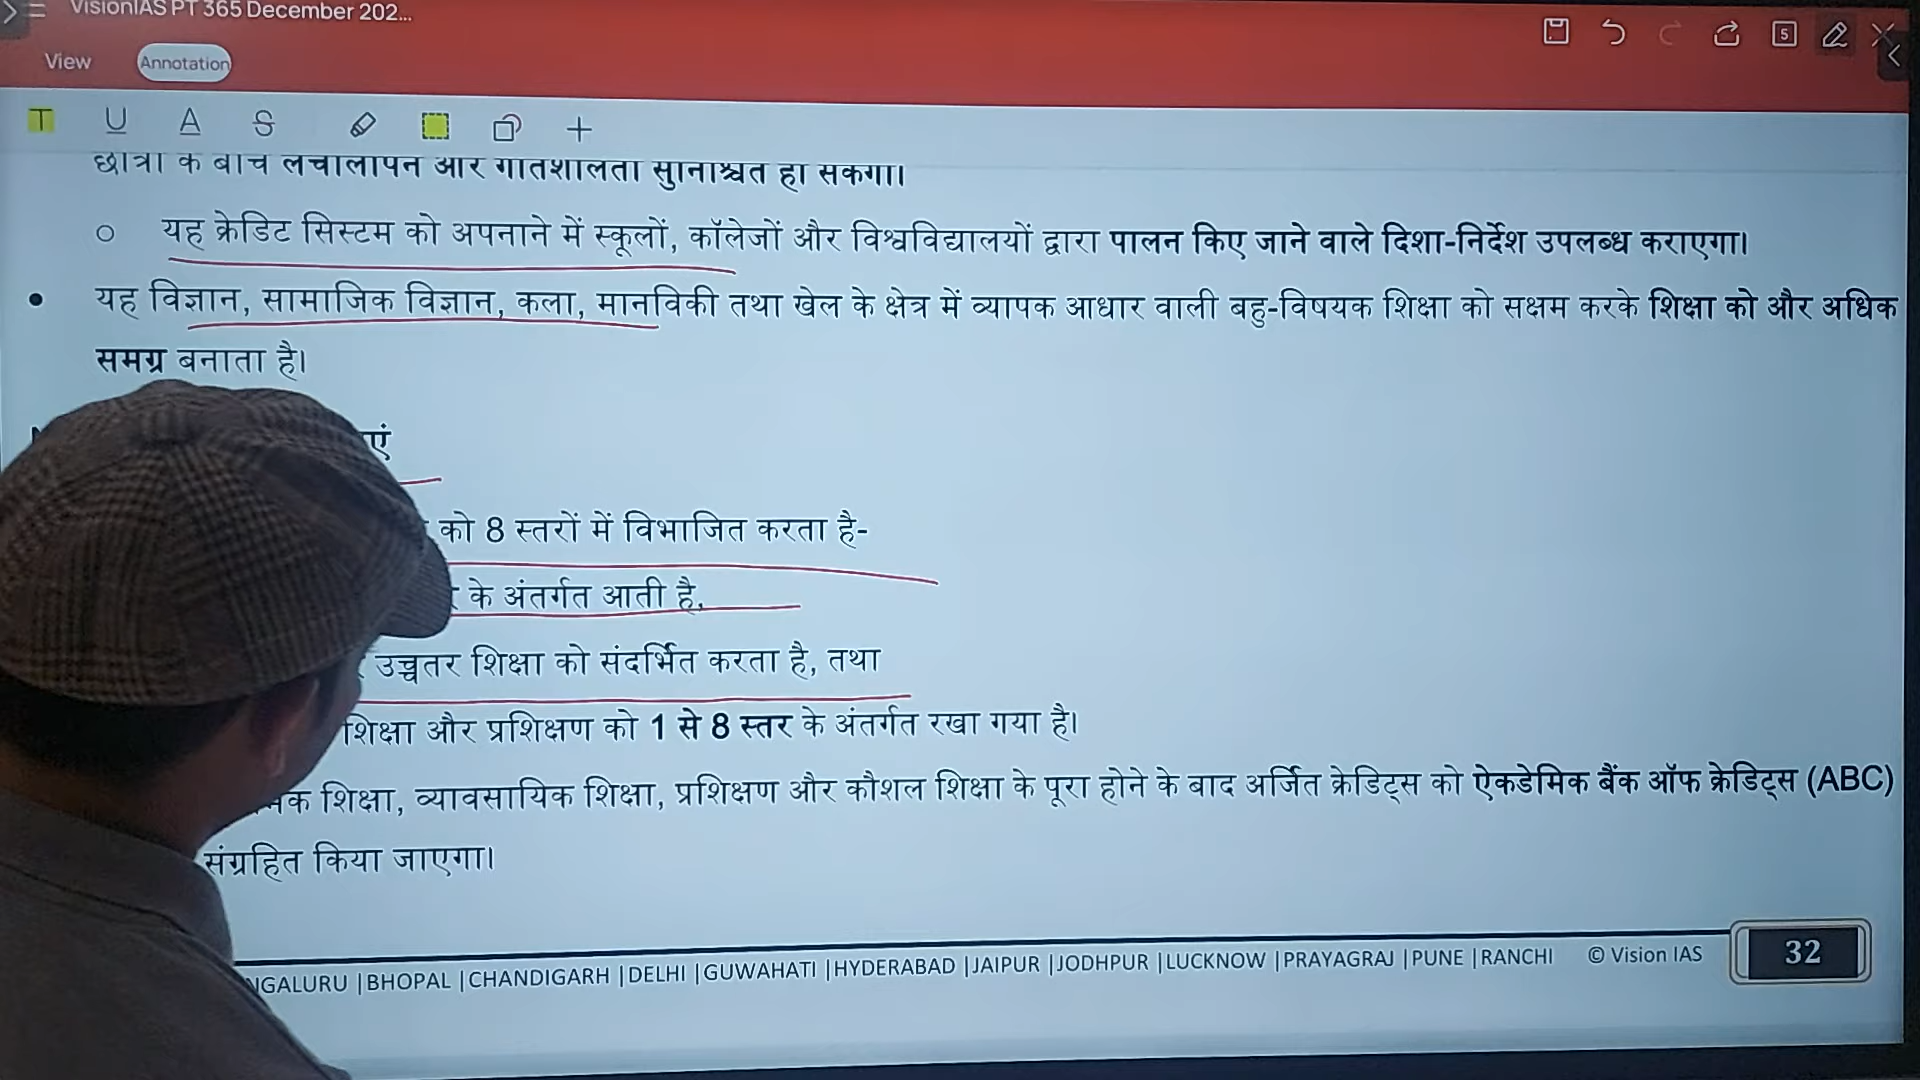 VisionIAS PT 365 December 202...
View Annotation
T U A S
5
छात्रों के बीच लचीलापन और गतिशीलता सुनिश्चित हो सकेगी।
○ यह क्रेडिट सिस्टम को अपनाने में स्कूलों, कॉलेजों और विश्वविद्यालयों द्वारा पालन किए जाने वाले दिशा-निर्देश उपलब्ध कराएगा।
• यह विज्ञान, सामाजिक विज्ञान, कला, मानविकी तथा खेल के क्षेत्र में व्यापक आधार वाली बहु-विषयक शिक्षा को सक्षम करके शिक्षा को और अधिक
समग्र बनाता है।
को 8 स्तरों में विभाजित करता है-
के अंतर्गत आती है,
उच्चतर शिक्षा को संदर्भित करता है, तथा
शिक्षा और प्रशिक्षण को 1 से 8 स्तर के अंतर्गत रखा गया है।
शिक्षा, व्यावसायिक शिक्षा, प्रशिक्षण और कौशल शिक्षा के पूरा होने के बाद अर्जित क्रेडिट्स को ऐकडेमिक बैंक ऑफ क्रेडिट्स (ABC)
संग्रहित किया जाएगा।
NGALURU |BHOPAL |CHANDIGARH |DELHI |GUWAHATI |HYDERABAD |JAIPUR |JODHPUR |LUCKNOW |PRAYAGRAJ |PUNE |RANCHI © Vision IAS 32